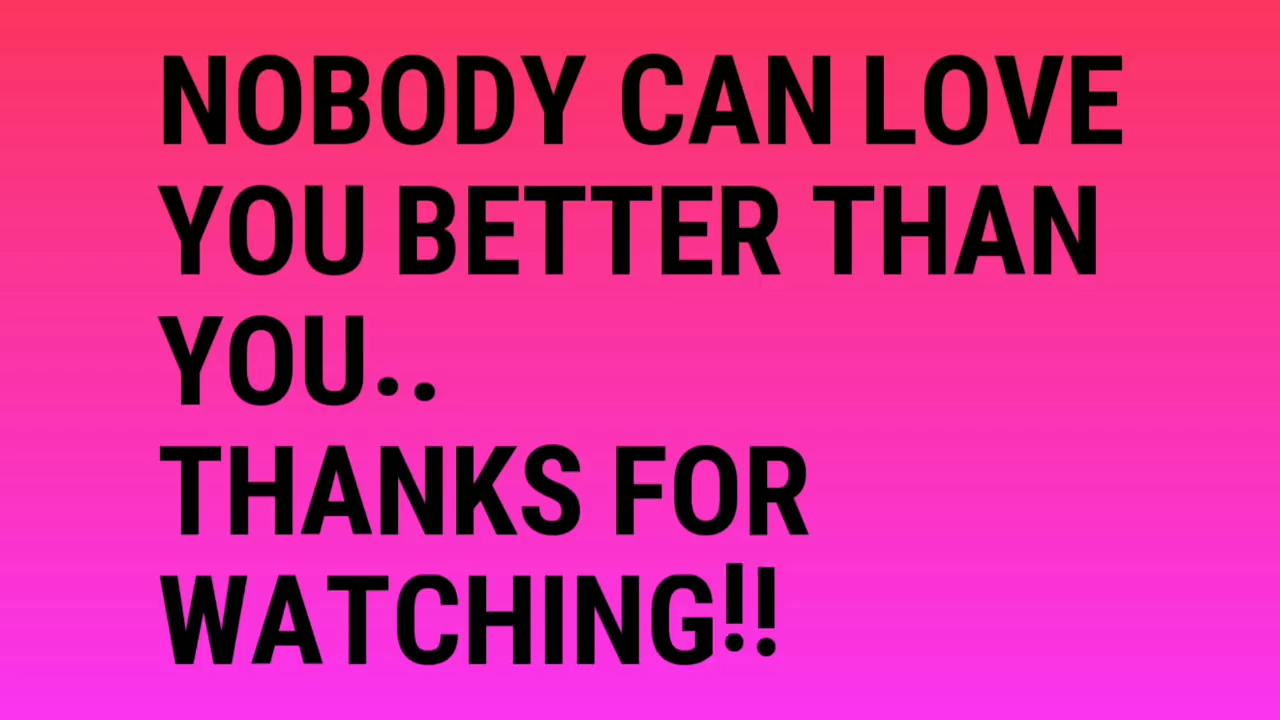 NOBODY CAN LOVE
YOU BETTER THAN
YOU..
THANKS FOR
WATCHING!!